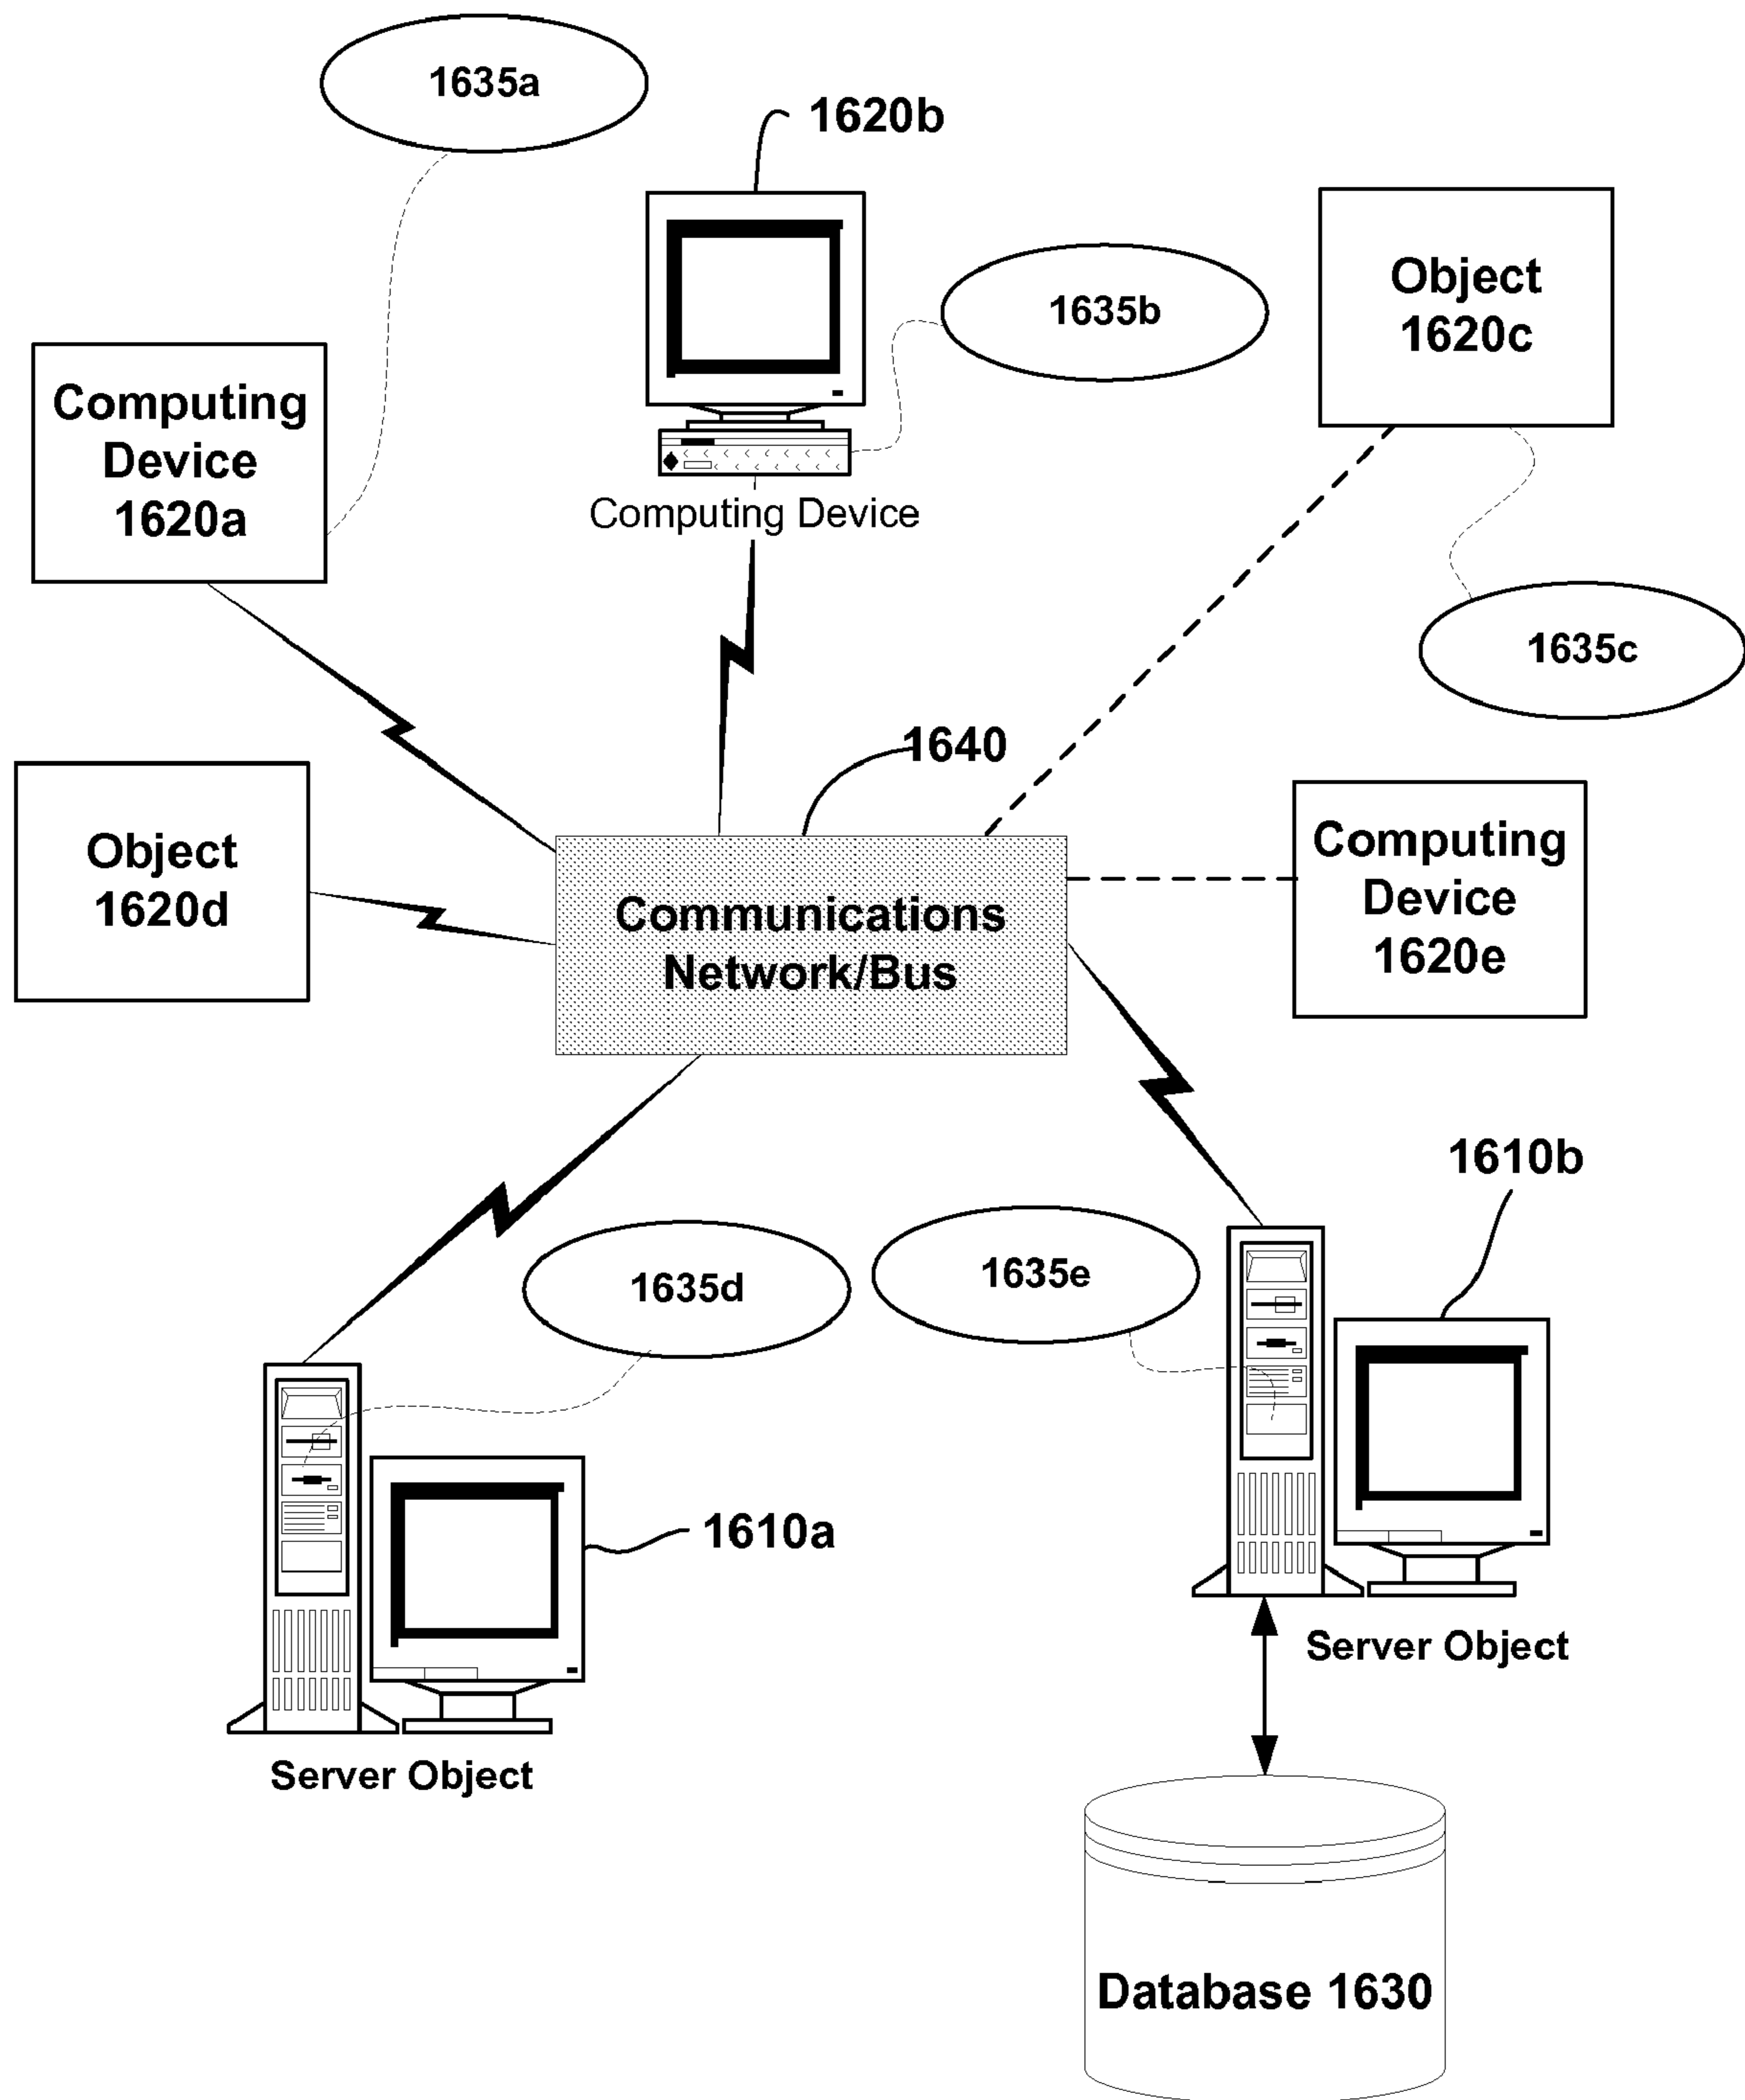 1635a
1620b
1635b
Object
1620c
Computing
Device
1620a
Computing Device
1635c
1640
Object
1620d
Communications
Network/Bus
Computing
Device
1620e
1610b
1635d
1635e
1610a
Server Object
Server Object
Database 1630